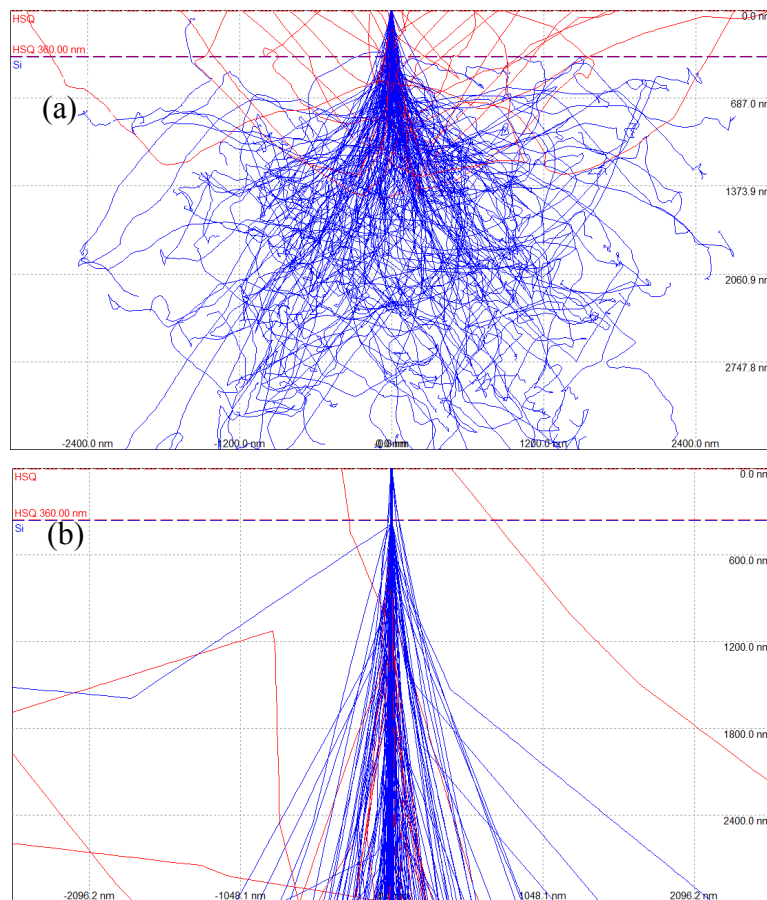 HSQ
0.0 nm
HSQ 360.00 nm
Si
(a)
687.0 nm
1373.9 nm
2060.9 nm
2747.8 nm
-2400.0 nm -1200.0 nm 1200.0 nm 2400.0 nm
HSQ
0.0 nm
HSQ 360.00 nm
Si
(b)
600.0 nm
1200.0 nm
1800.0 nm
2400.0 nm
-2096.2 nm -1048.1 nm 1048.1 nm 2096.2 nm